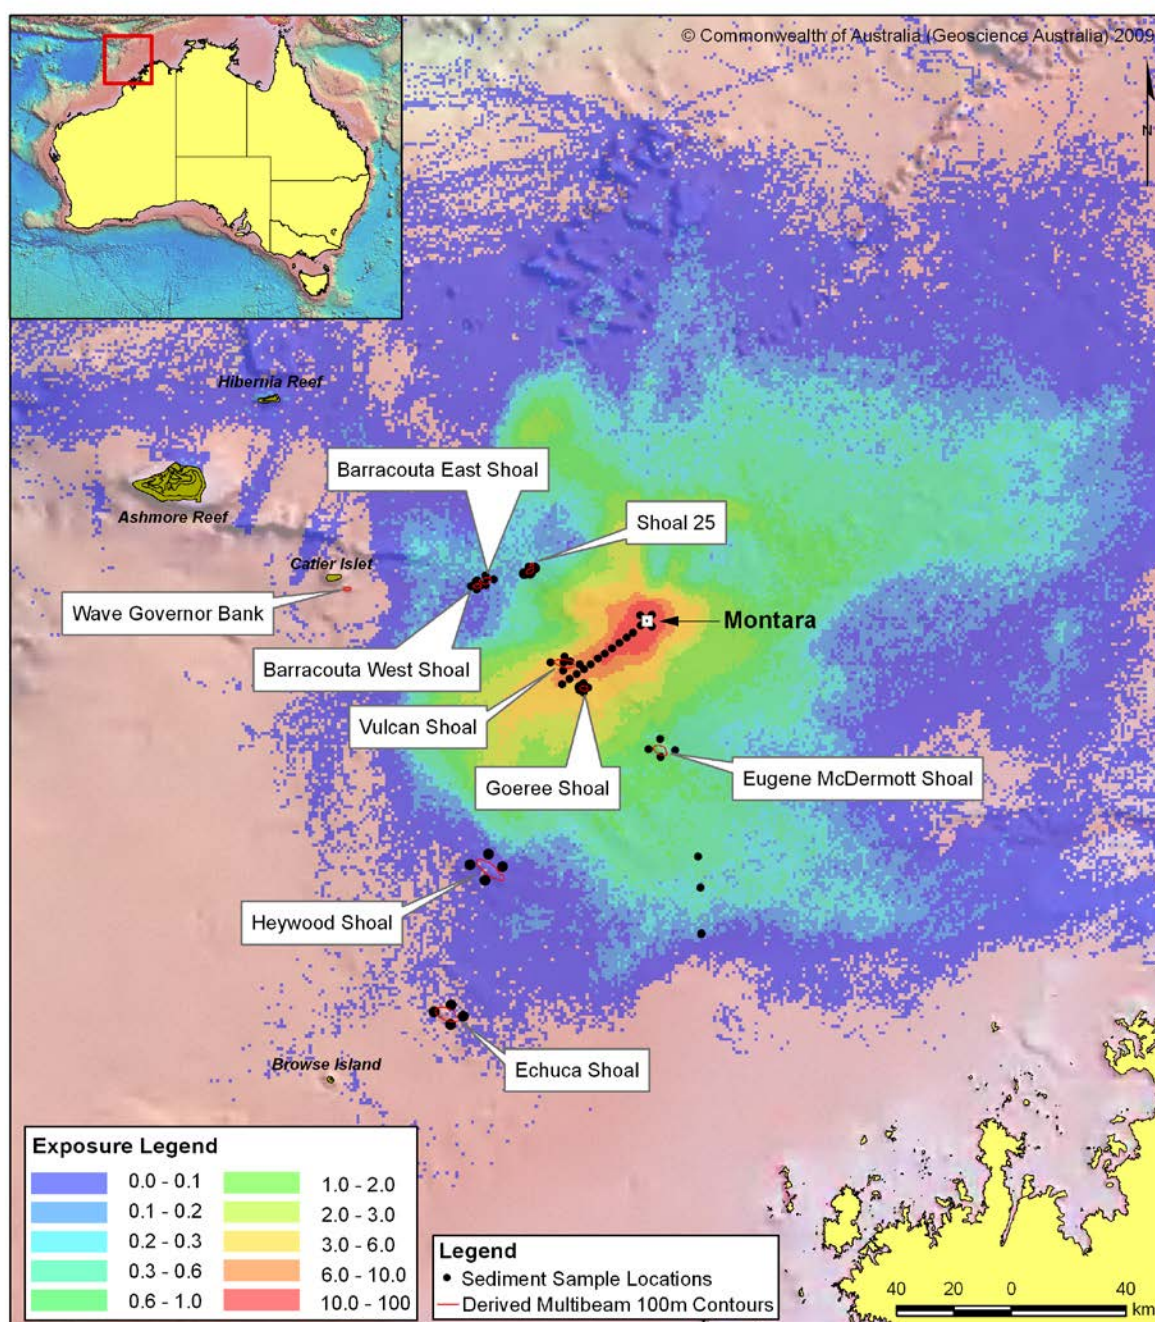 © Commonwealth of Australia (Geoscience Australia) 2009
N
Hibernia Reef
Barracouta East Shoal
Ashmore Reef
Shoal 25
Catier Islet
Wave Governor Bank
Montara
Barracouta West Shoal
Vulcan Shoal
Goeree Shoal
Eugene McDermott Shoal
Heywood Shoal
Browse Island
Echuca Shoal
Exposure Legend
0.0 - 0.1
0.1 - 0.2
0.2 - 0.3
0.3 - 0.6
0.6 - 1.0
1.0 - 2.0
2.0 - 3.0
3.0 - 6.0
6.0 - 10.0
10.0 - 100
Legend
Sediment Sample Locations
Derived Multibeam 100m Contours
40 20 0 40
km